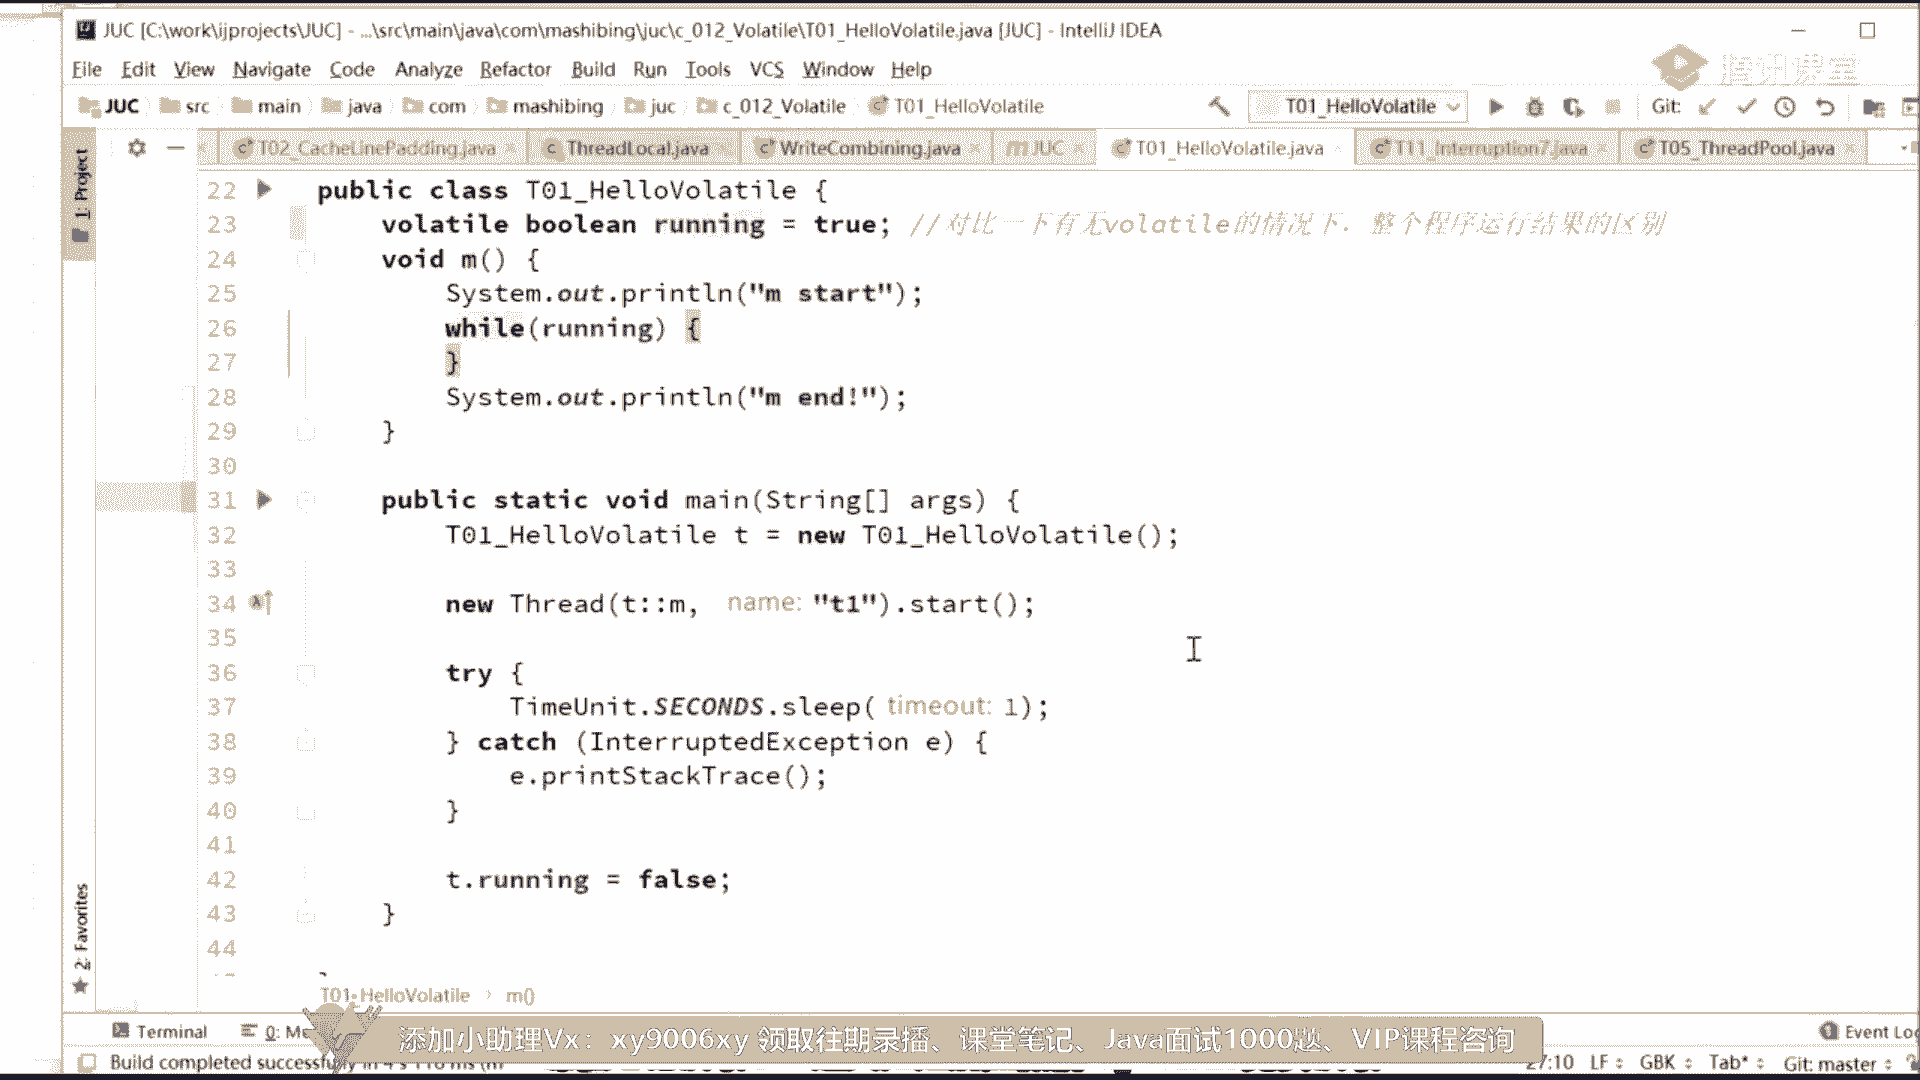 JUC [C:\work\ijprojects\JUC] - ...\src\main\java\com\mashibing\juc\c_012_Volatile\T01_HelloVolatile.java [JUC] - IntelliJ IDEA
File Edit View Navigate Code Analyze Refactor Build Run Tools VCS Window Help
腾讯课堂
JUC src main java com mashibing juc c_012_Volatile T01_HelloVolatile T01_HelloVolatile Git:
T02_CacheLinePadding.java ThreadLocal.java WriteCombining.java JUC T01_HelloVolatile.java T11_Interruption7.java T05_ThreadPool.java
1: Project
22 public class T01_HelloVolatile {
23 volatile boolean running = true; //对比一下有无volatile的情况下, 整个程序运行结果的区别
24 void m() {
25 System.out.println("m start");
26 while(running) {
27 }
28 System.out.println("m end!");
29 }
30
31 public static void main(String[] args) {
32 T01_HelloVolatile t = new T01_HelloVolatile();
33
34 new Thread(t::m, name: "t1").start();
35
36 try {
37 TimeUnit.SECONDS.sleep( timeout: 1);
38 } catch (InterruptedException e) {
39 e.printStackTrace();
40 }
41
42 t.running = false;
43 }
44
2: Favorites
T01_HelloVolatile › m()
Terminal 0: Me Event Log
添加小助理Vx：xy9006xy 领取往期录播、课堂笔记、Java面试1000题、VIP课程咨询
Build completed successfully in 4 s 27:10 LF GBK Tab* Git: master